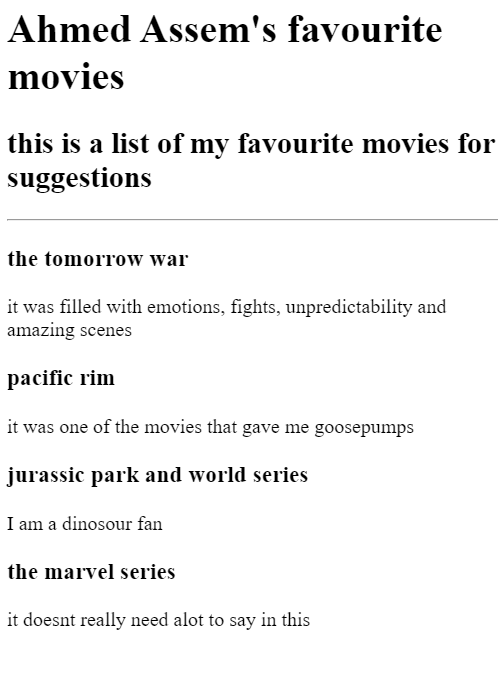 Ahmed Assem's favourite
movies
this is a list of my favourite movies for
suggestions
the tomorrow war
it was filled with emotions, fights, unpredictability and
amazing scenes
pacific rim
it was one of the movies that gave me goosepumps
jurassic park and world series
I am a dinosour fan
the marvel series
it doesnt really need alot to say in this